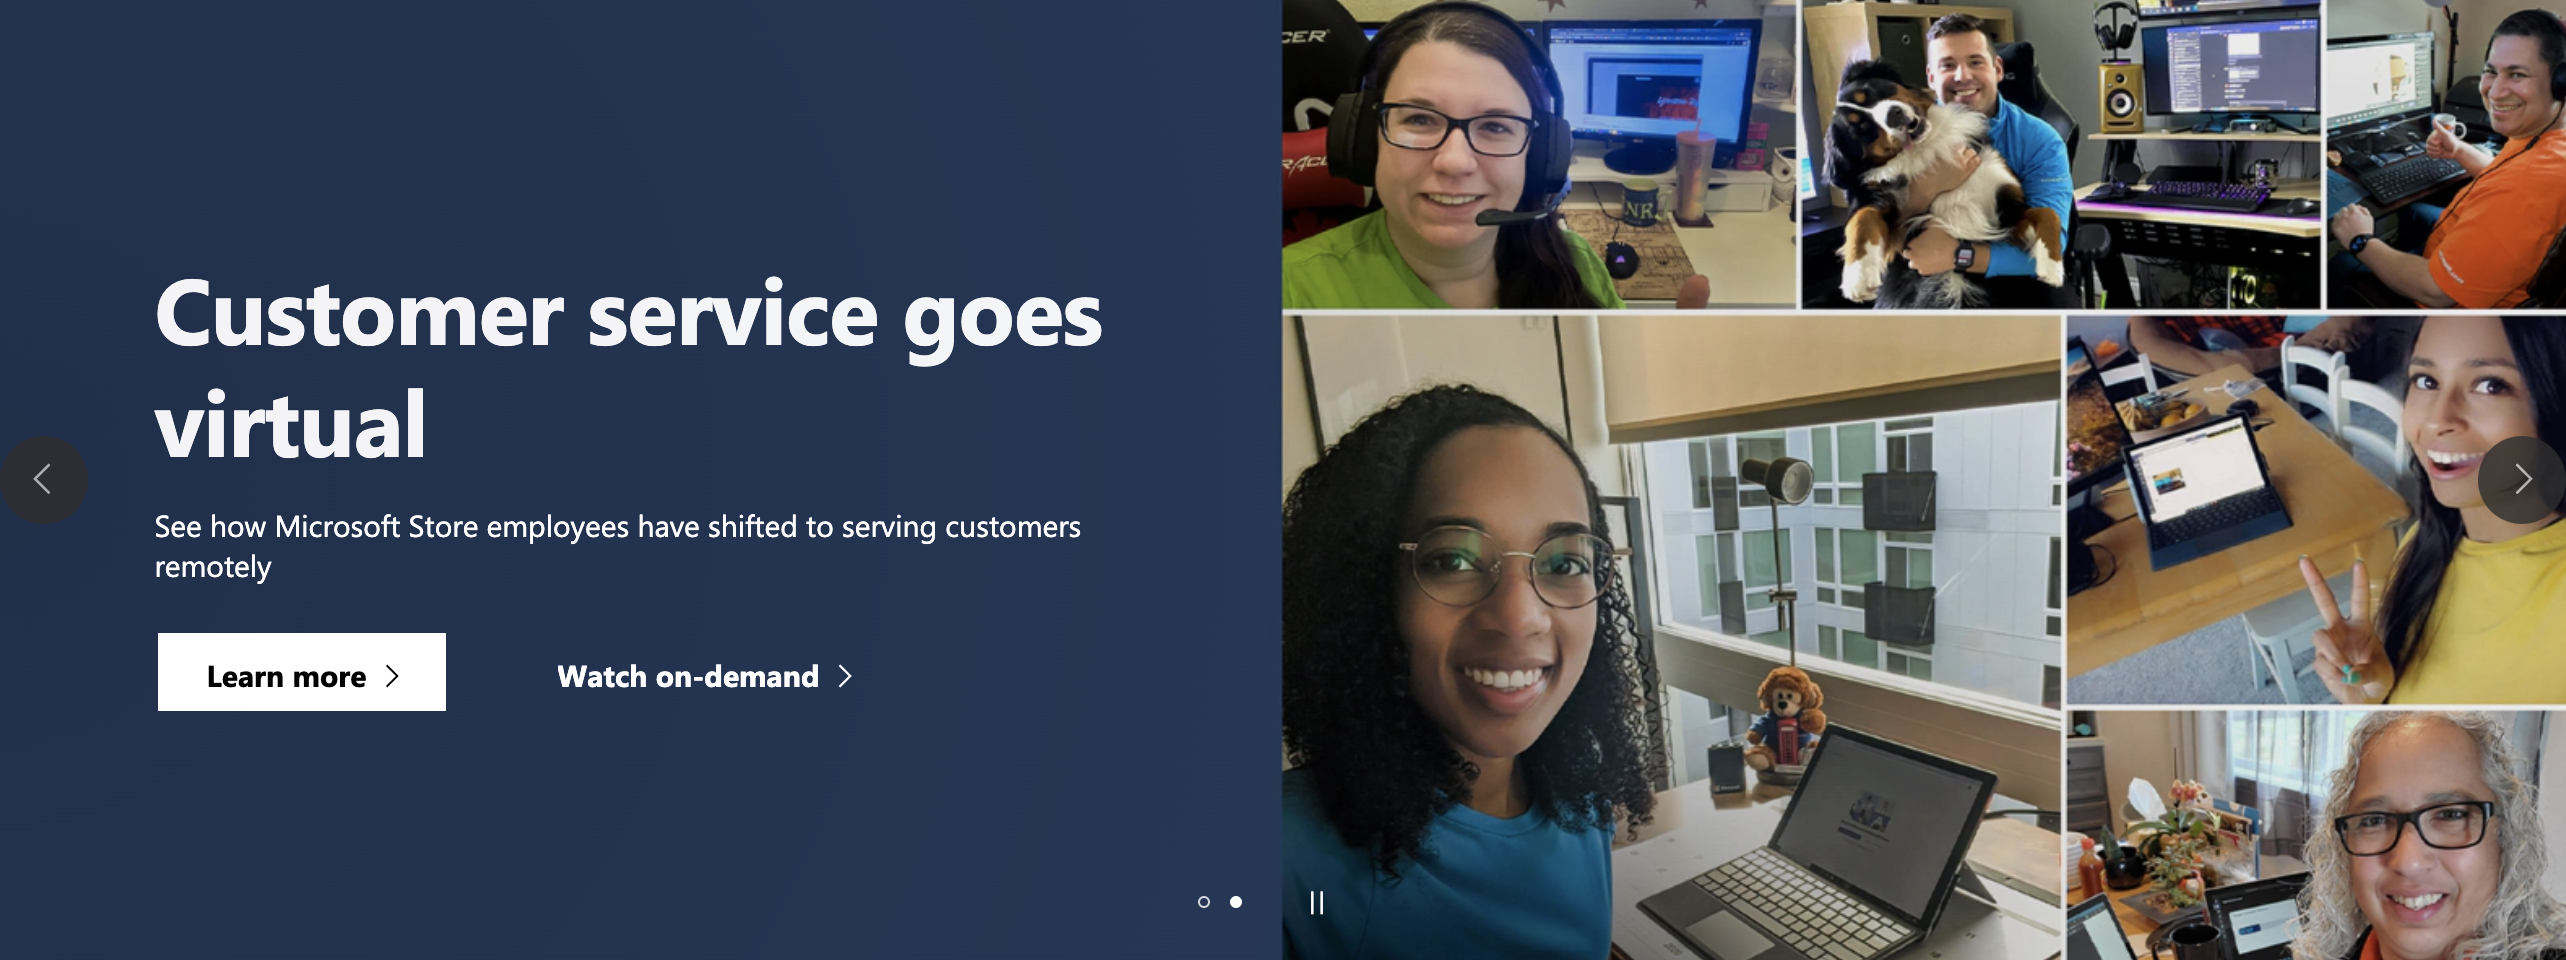 Customer service goes
virtual
See how Microsoft Store employees have shifted to serving customers
remotely
Learn more
Watch on-demand
NR